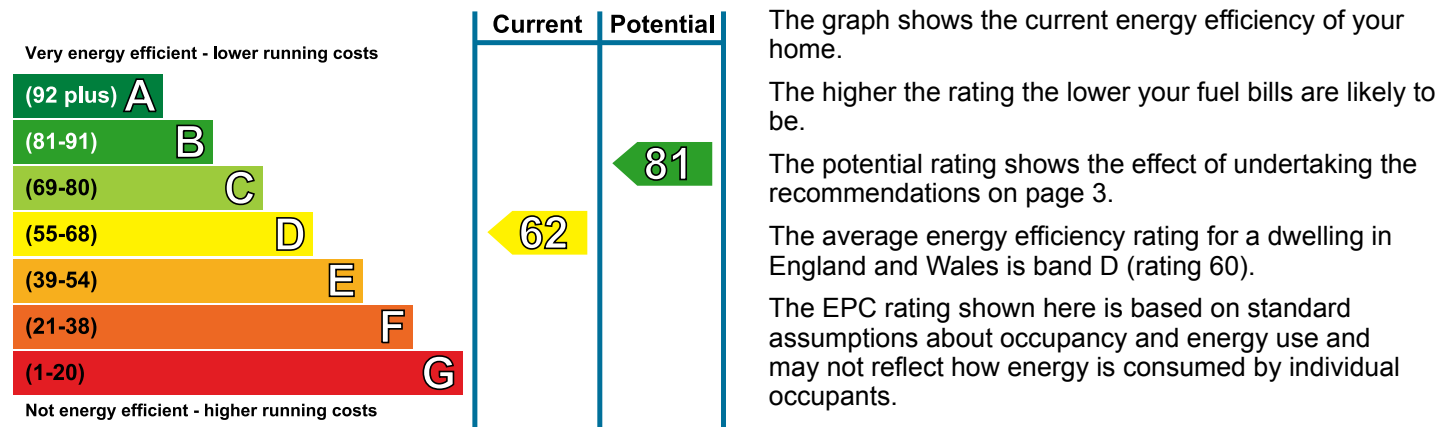 Current Potential
Very energy efficient - lower running costs
(92 plus) A
(81-91) B
(69-80) C
(55-68) D
(39-54) E
(21-38) F
(1-20) G
Not energy efficient - higher running costs
81
62
The graph shows the current energy efficiency of your
home.
The higher the rating the lower your fuel bills are likely to
be.
The potential rating shows the effect of undertaking the
recommendations on page 3.
The average energy efficiency rating for a dwelling in
England and Wales is band D (rating 60).
The EPC rating shown here is based on standard
assumptions about occupancy and energy use and
may not reflect how energy is consumed by individual
occupants.